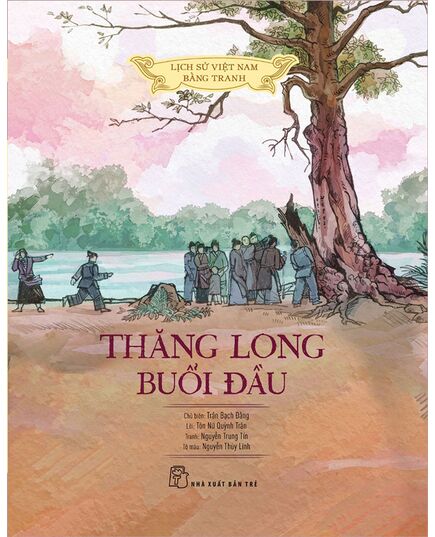 LỊCH SỬ VIỆT NAM
BẰNG TRANH
THĂNG LONG
BUỔI ĐẦU
Chủ biên: Trần Bạch Đằng
Lời: Tôn Nữ Quỳnh Trân
Tranh: Nguyễn Trung Tín
Tô màu: Nguyễn Thùy Linh
NHÀ XUẤT BẢN TRẺ